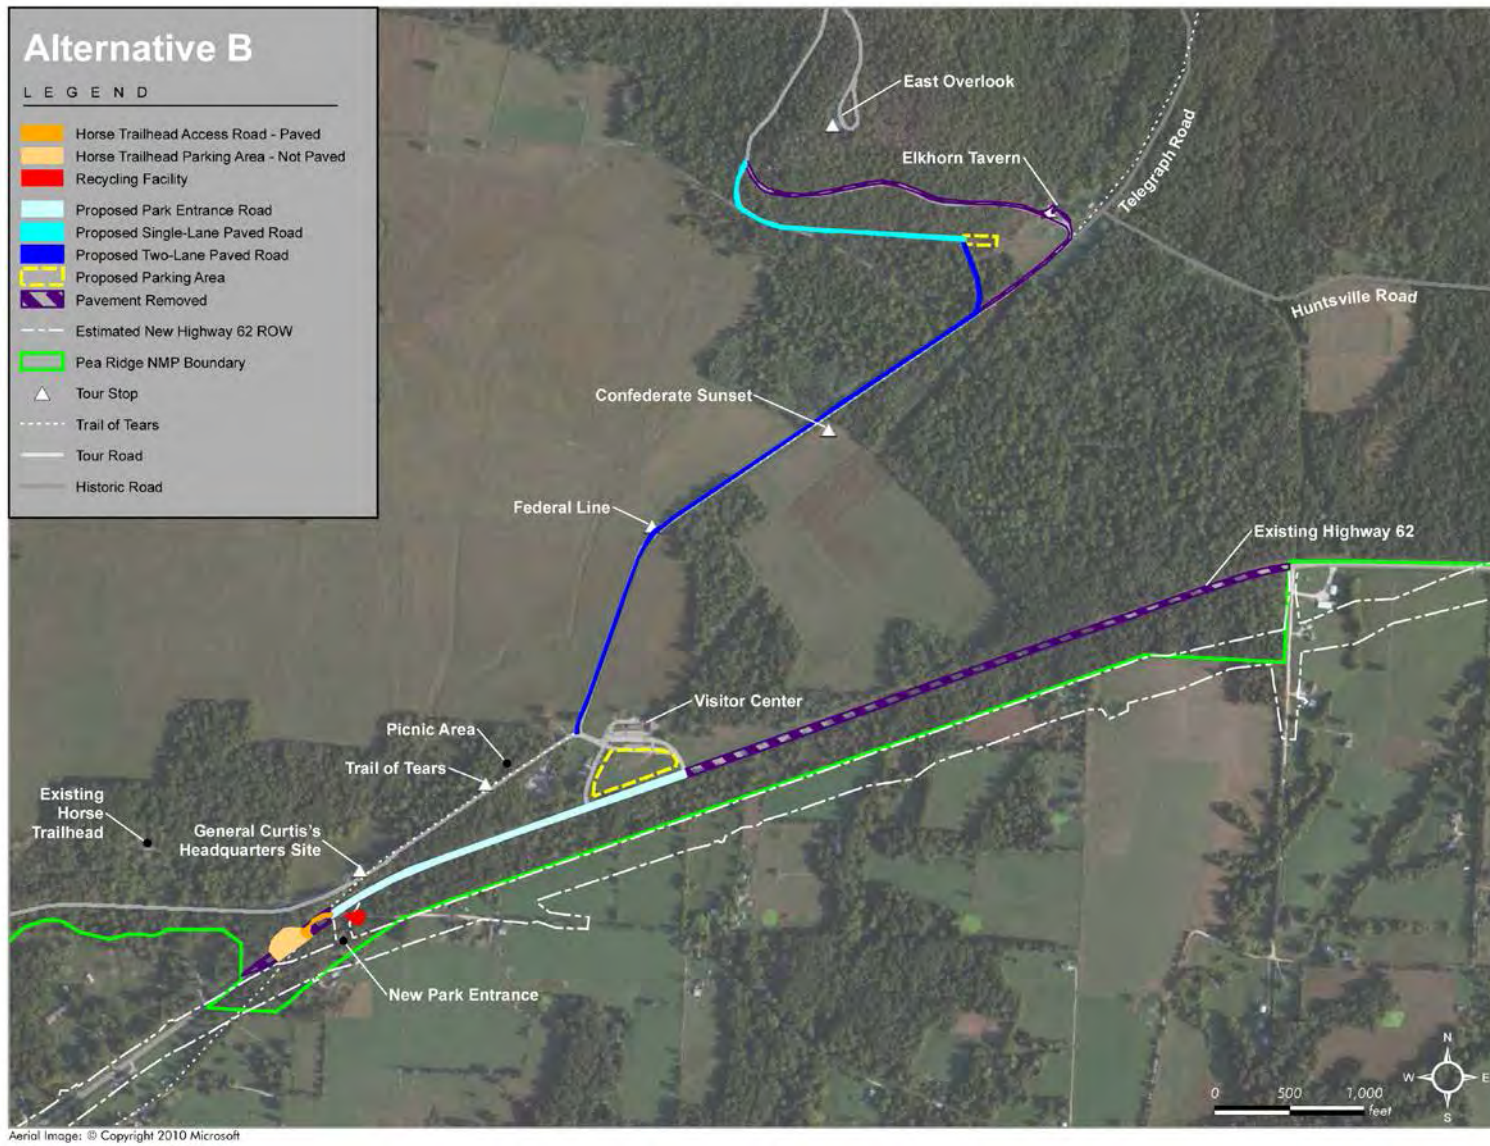 Alternative B
LEGEND
Horse Trailhead Access Road - Paved
Horse Trailhead Parking Area - Not Paved
Recycling Facility
Proposed Park Entrance Road
Proposed Single-Lane Paved Road
Proposed Two-Lane Paved Road
Proposed Parking Area
Pavement Removed
Estimated New Highway 62 ROW
Pea Ridge NMP Boundary
Tour Stop
Trail of Tears
Tour Road
Historic Road
East Overlook
Elkhorn Tavern
Telegraph Road
Huntsville Road
Confederate Sunset
Federal Line
Existing Highway 62
Visitor Center
Picnic Area
Trail of Tears
Existing
Horse
Trailhead
General Curtis's
Headquarters Site
New Park Entrance
N
W
E
S
0 500 1,000
feet
Aerial Image: © Copyright 2010 Microsoft